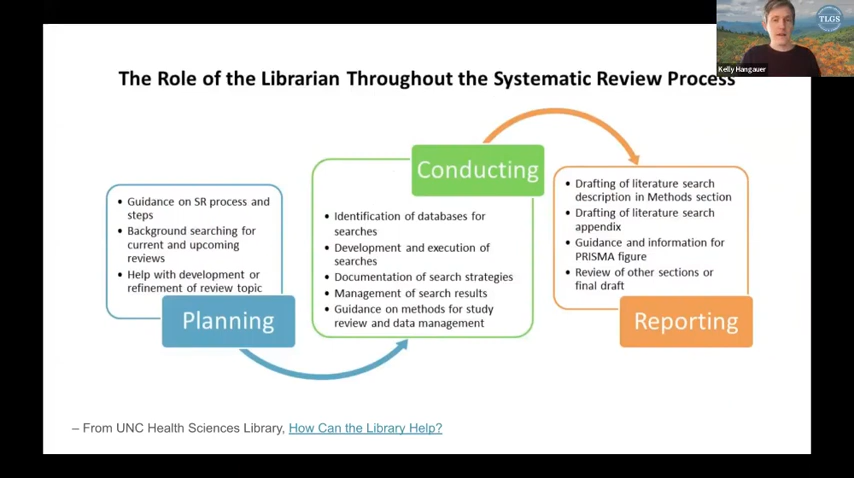 TLGS
Kelly Hangauer
The Role of the Librarian Throughout the Systematic Review Process
• Guidance on SR process and
steps
• Background searching for
current and upcoming
reviews
• Help with development or
refinement of review topic
Planning
Conducting
• Identification of databases for
searches
• Development and execution of
searches
• Documentation of search strategies
• Management of search results
• Guidance on methods for study
review and data management
• Drafting of literature search
description in Methods section
• Drafting of literature search
appendix
• Guidance and information for
PRISMA figure
• Review of other sections or
final draft
Reporting
– From UNC Health Sciences Library, How Can the Library Help?